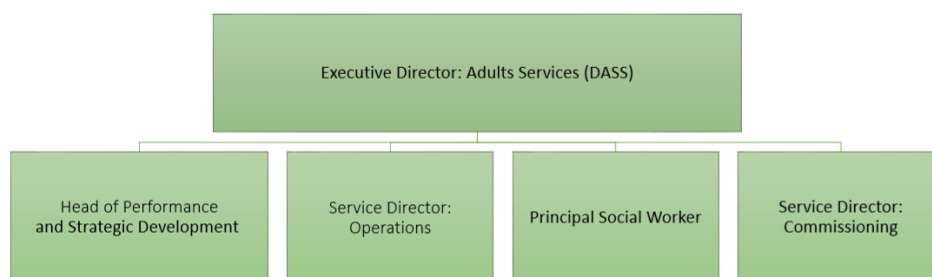 Executive Director: Adults Services (DASS)
Head of Performance
and Strategic Development
Service Director:
Operations
Principal Social Worker
Service Director:
Commissioning